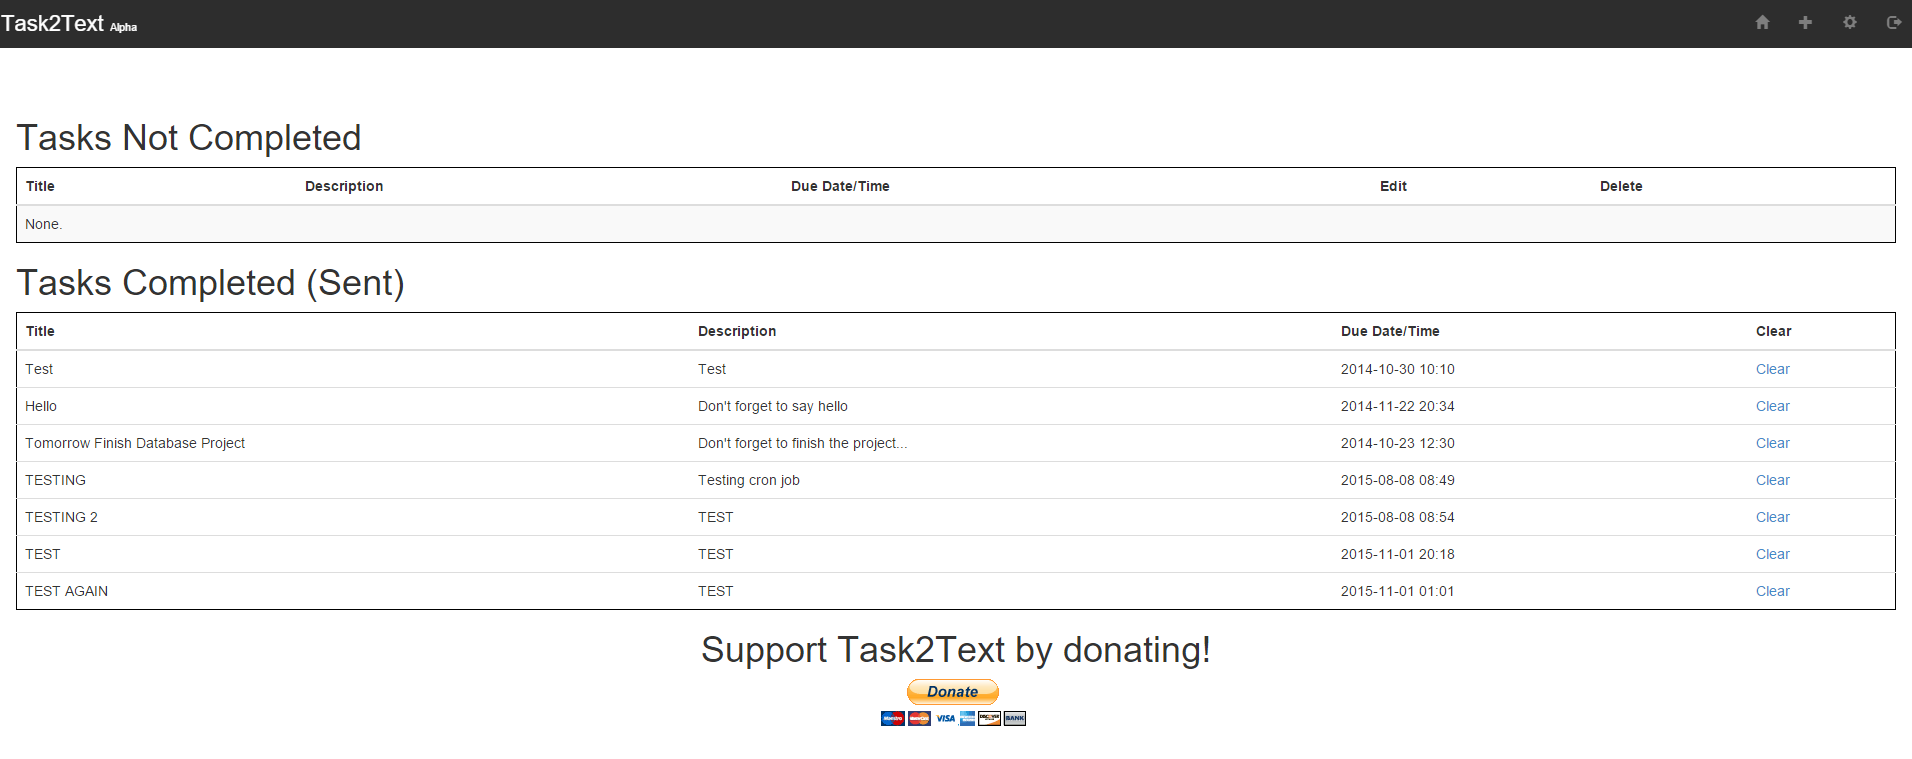 Task2Text Alpha
Tasks Not Completed
Title Description Due Date/Time Edit Delete
None.
Tasks Completed (Sent)
Title Description Due Date/Time Clear
Test Test 2014-10-30 10:10 Clear
Hello Don't forget to say hello 2014-11-22 20:34 Clear
Tomorrow Finish Database Project Don't forget to finish the project... 2014-10-23 12:30 Clear
TESTING Testing cron job 2015-08-08 08:49 Clear
TESTING 2 TEST 2015-08-08 08:54 Clear
TEST TEST 2015-11-01 20:18 Clear
TEST AGAIN TEST 2015-11-01 01:01 Clear
Support Task2Text by donating!
Donate
Maestro MasterCard VISA DISCOVER BANK